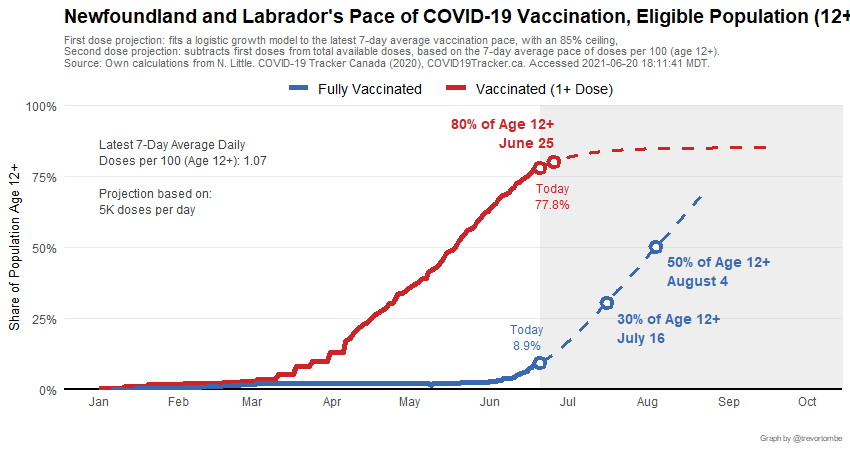 Newfoundland and Labrador's Pace of COVID-19 Vaccination, Eligible Population (12+
First dose projection: fits a logistic growth model to the latest 7-day average vaccination pace, with an 85% ceiling,
Second dose projection: subtracts first doses from total available doses, based on the 7-day average pace of doses per 100 (age 12+).
Source: Own calculations from N. Little. COVID-19 Tracker Canada (2020), COVID19Tracker.ca. Accessed 2021-06-20 18:11:41 MDT.
Fully Vaccinated Vaccinated (1+ Dose)
Share of Population Age 12+
100%
75%
50%
25%
0%
Latest 7-Day Average Daily
Doses per 100 (Age 12+): 1.07
Projection based on:
5K doses per day
80% of Age 12+
June 25
Today
77.8%
50% of Age 12+
August 4
30% of Age 12+
July 16
Today
8.9%
Jan Feb Mar Apr May Jun Jul Aug Sep Oct
Graph by @trevortombe